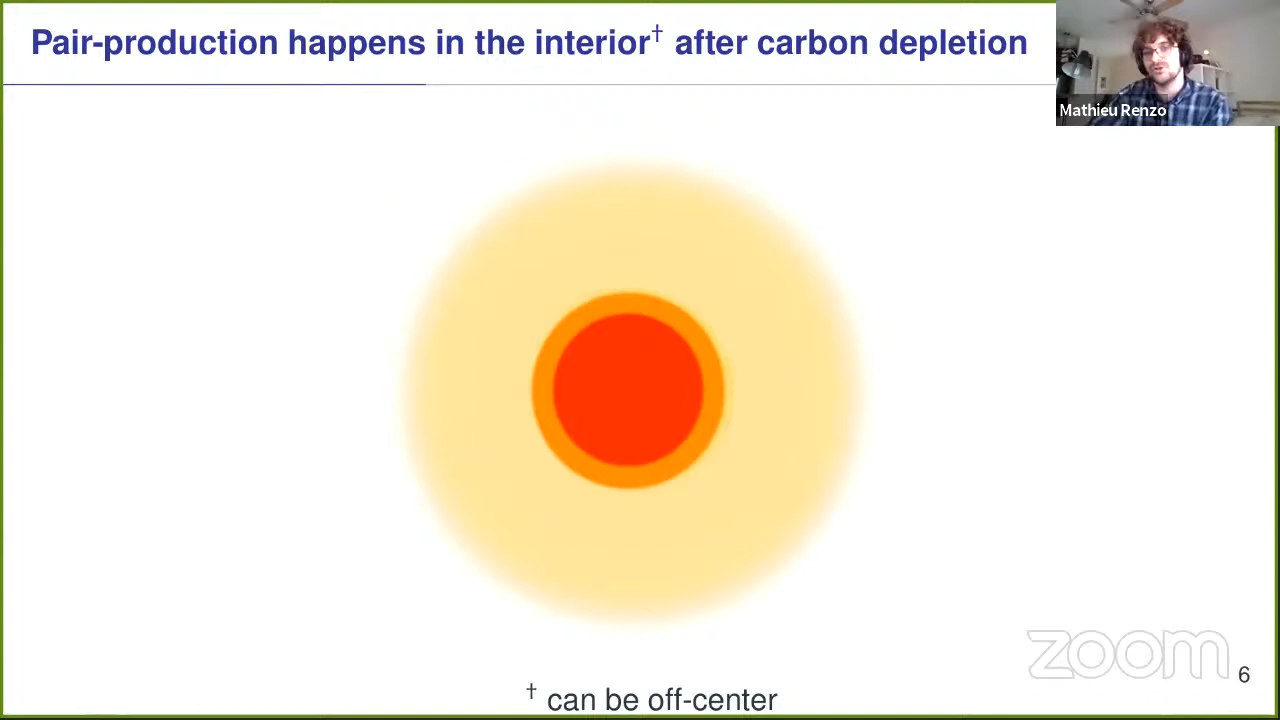 Pair-production happens in the interior† after carbon depletion
Mathieu Renzo
† can be off-center
zoom
6